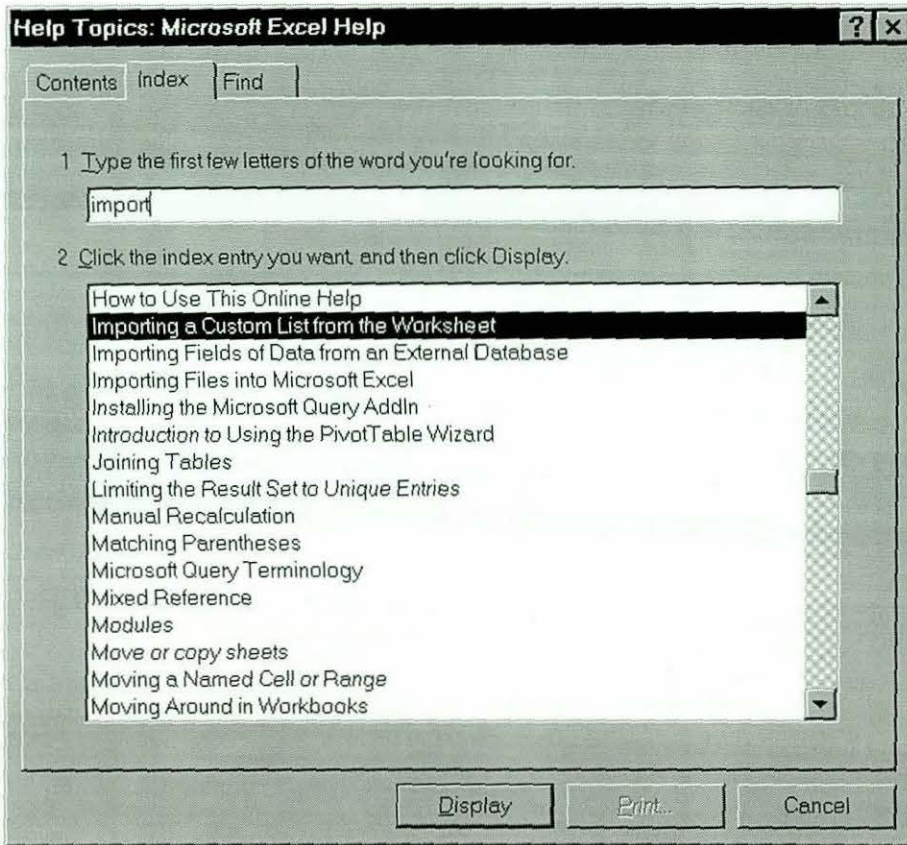 Help Topics: Microsoft Excel Help
Contents Index Find
1 Type the first few letters of the word you're looking for.
import
2 Click the index entry you want, and then click Display.
How to Use This Online Help
Importing a Custom List from the Worksheet
Importing Fields of Data from an External Database
Importing Files into Microsoft Excel
Installing the Microsoft Query AddIn
Introduction to Using the PivotTable Wizard
Joining Tables
Limiting the Result Set to Unique Entries
Manual Recalculation
Matching Parentheses
Microsoft Query Terminology
Mixed Reference
Modules
Move or copy sheets
Moving a Named Cell or Range
Moving Around in Workbooks
Display Print... Cancel